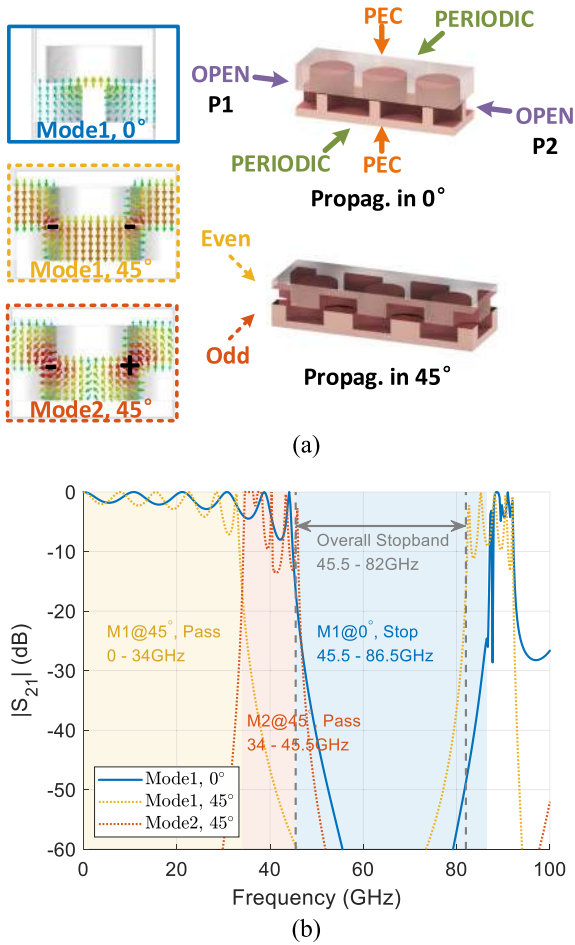 PEC
PERIODIC
OPEN
P1
OPEN
P2
PERIODIC
PEC
Propag. in 0°
Mode1, 0°
- -
Mode1, 45°
Even
- +
Mode2, 45°
Odd
Propag. in 45°
(a)
0
-10
-20
-30
-40
-50
-60
|S21| (dB)
Overall Stopband
45.5 - 82GHz
M1@45°, Pass
0 - 34GHz
M1@0°, Stop
45.5 - 86.5GHz
M2@45°, Pass
34 - 45.5GHz
Mode1, 0°
Mode1, 45°
Mode2, 45°
0 20 40 60 80 100
Frequency (GHz)
(b)